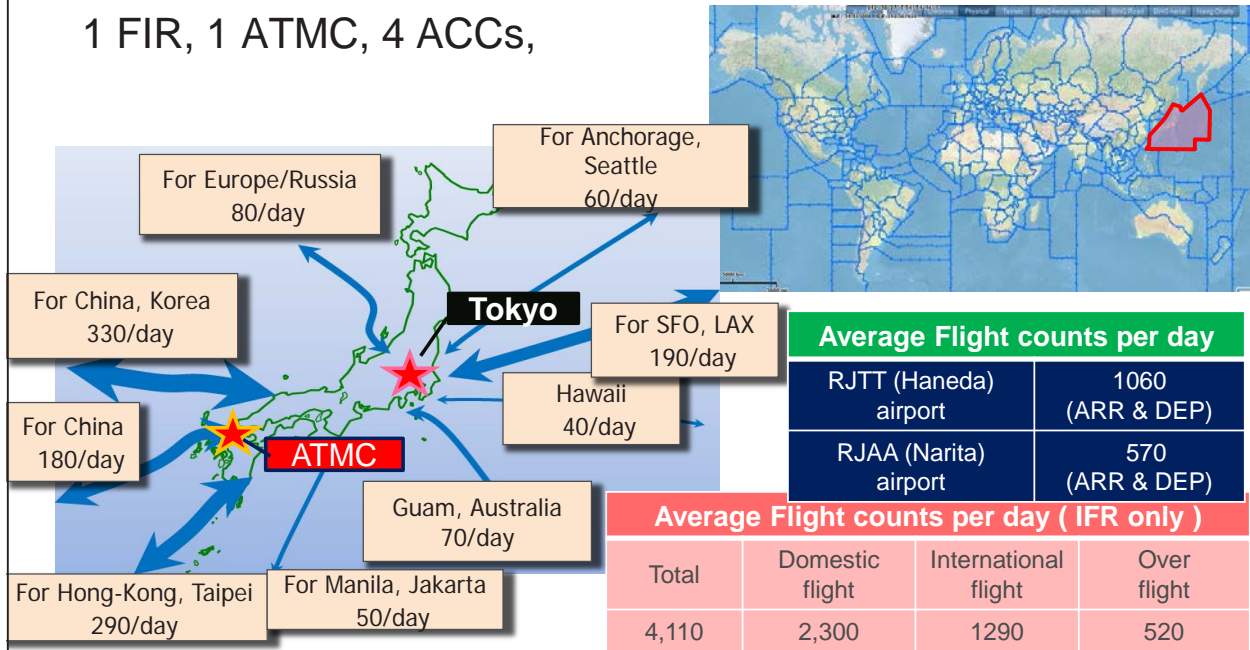 1 FIR, 1 ATMC, 4 ACCs,
For Anchorage,
Seattle
60/day
For Europe/Russia
80/day
For China, Korea
330/day
Tokyo
For SFO, LAX
190/day
Hawaii
40/day
For China
180/day
ATMC
Guam, Australia
70/day
For Hong-Kong, Taipei
290/day
For Manila, Jakarta
50/day
Average Flight counts per day
RJTT (Haneda)
airport
1060
(ARR & DEP)
RJAA (Narita)
airport
570
(ARR & DEP)
Average Flight counts per day ( IFR only )
Total
Domestic
flight
International
flight
Over
flight
4,110
2,300
1290
520